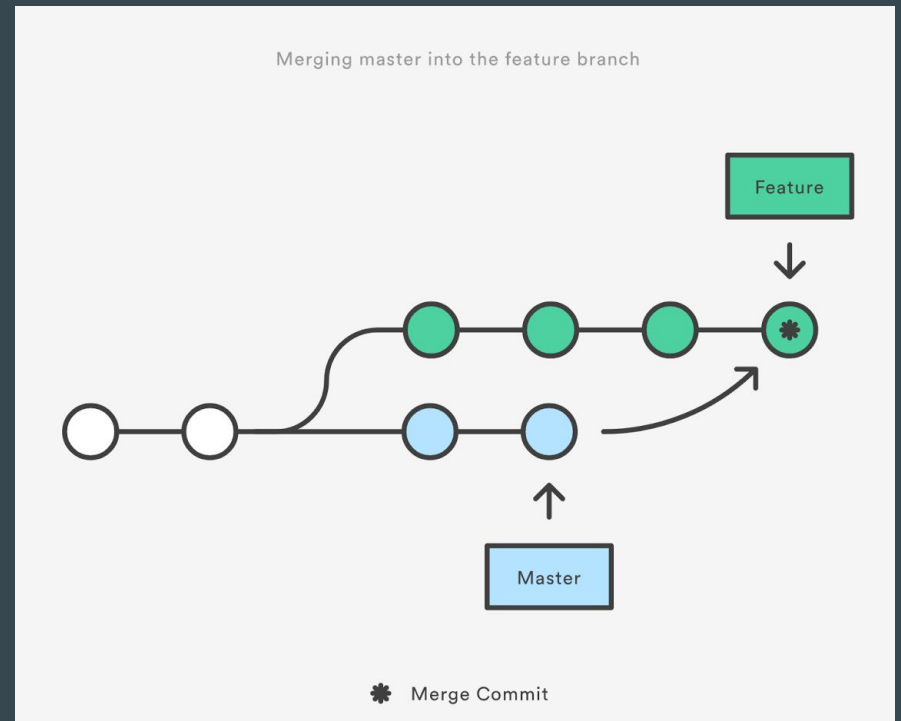 Merging master into the feature branch
Feature
Master
Merge Commit